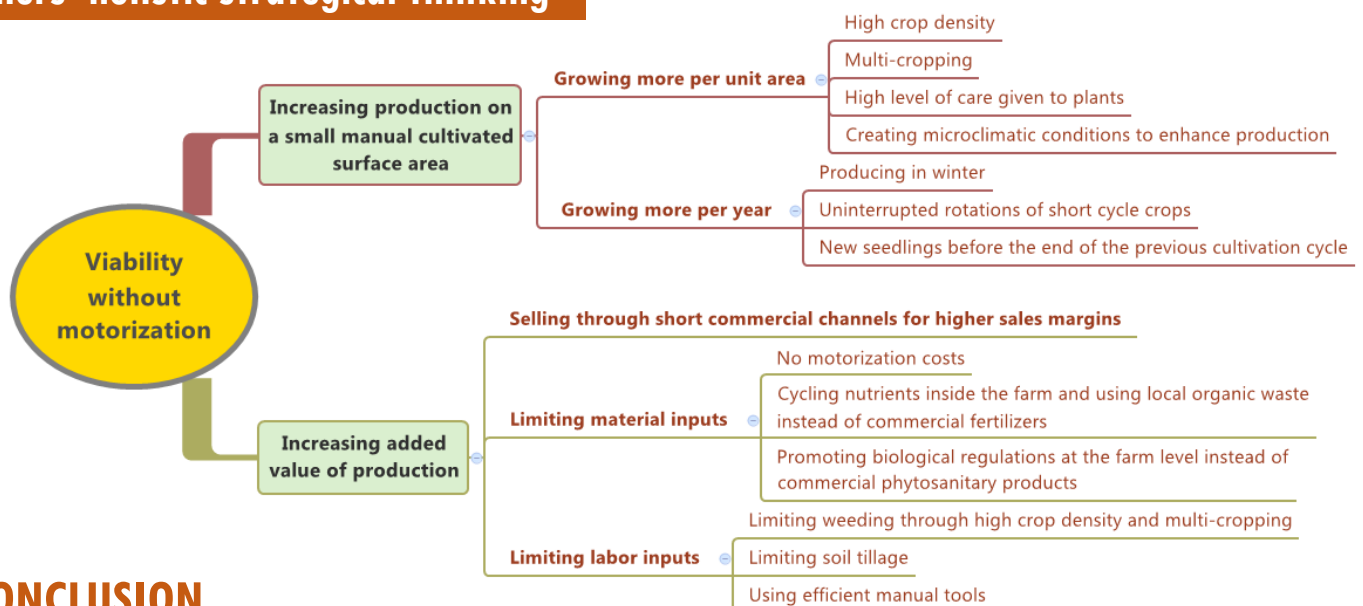 holistic strategical thinking
High crop density
Multi-cropping
Growing more per unit area
High level of care given to plants
Creating microclimatic conditions to enhance production
Increasing production on
a small manual cultivated
surface area
Producing in winter
Growing more per year
Uninterrupted rotations of short cycle crops
New seedlings before the end of the previous cultivation cycle
Viability
without
motorization
Selling through short commercial channels for higher sales margins
No motorization costs
Cycling nutrients inside the farm and using local organic waste
instead of commercial fertilizers
Limiting material inputs
Promoting biological regulations at the farm level instead of
commercial phytosanitary products
Increasing added
value of production
Limiting weeding through high crop density and multi-cropping
Limiting labor inputs
Limiting soil tillage
Using efficient manual tools
ONCLUSION